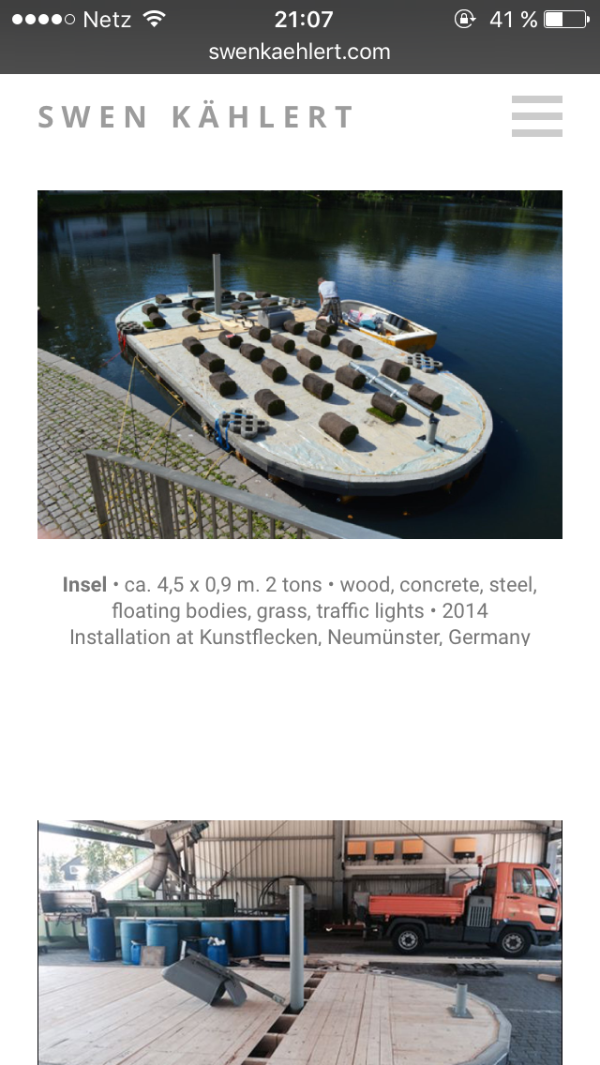 Netz 21:07 41 %
swenkaehlert.com
SWEN KÄHLERT
Insel • ca. 4,5 x 0,9 m. 2 tons • wood, concrete, steel,
floating bodies, grass, traffic lights • 2014
Installation at Kunstflecken, Neumünster, Germany